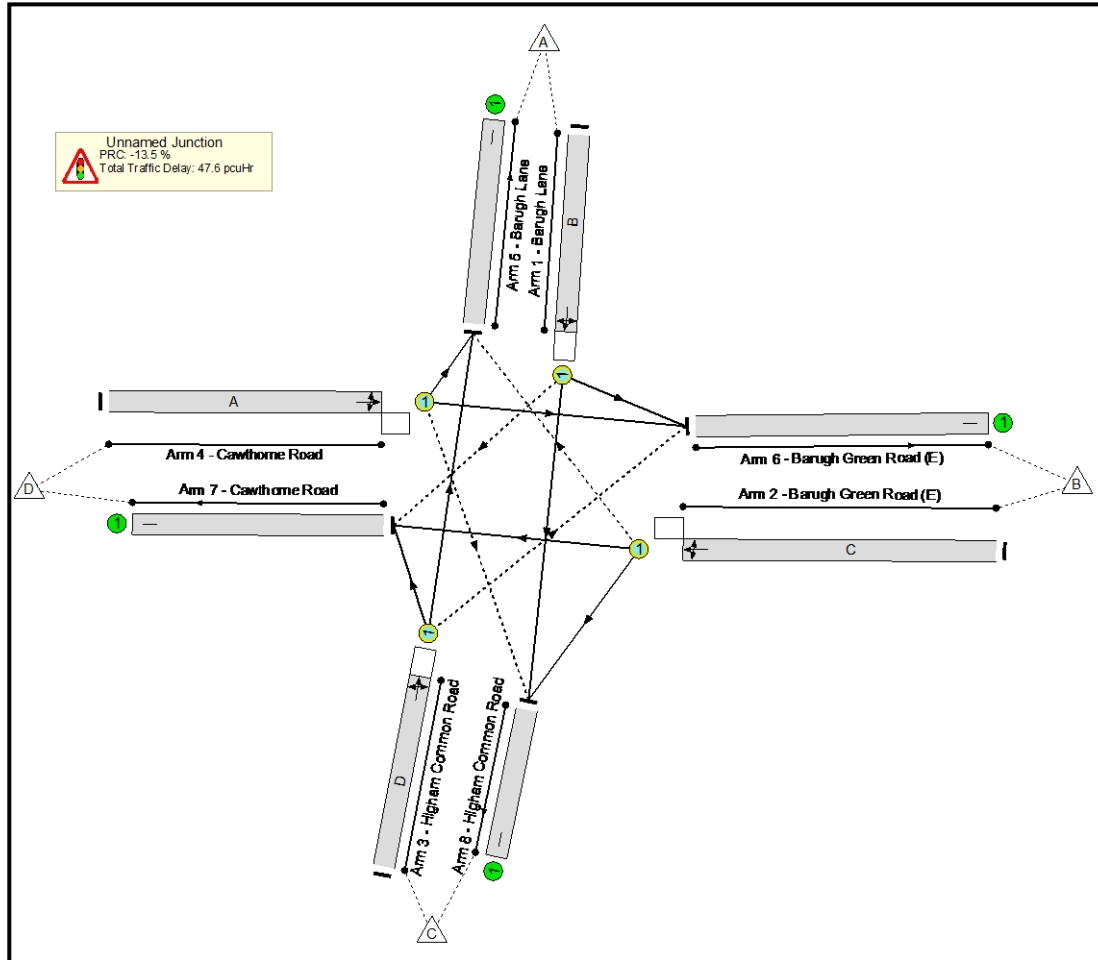 A
1
Unnamed Junction
PRC: -13.5 %
Total Traffic Delay: 47.6 pcuHr
Arm 5 - Barugh Lane
Arm 1 - Barugh Lane
B
1
A
1
1
Arm 4 - Cawthorne Road
Arm 6 - Barugh Green Road (E)
D
Arm 7 - Cawthorne Road
Arm 2 - Barugh Green Road (E)
B
1
1
C
1
D
Arm 3 - Higham Common Road
Arm 8 - Higham Common Road
1
C